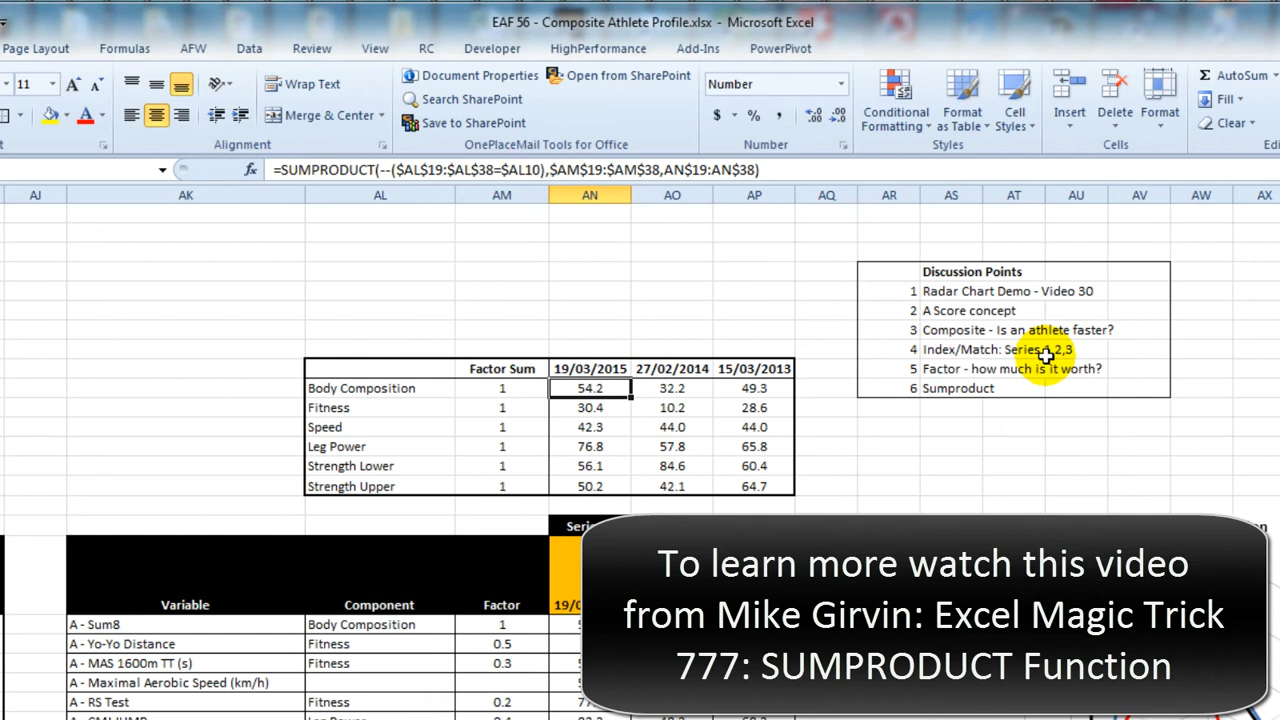 EAF 56 - Composite Athlete Profile.xlsx - Microsoft Excel
Page Layout Formulas AFW Data Review View RC Developer HighPerformance Add-Ins PowerPivot
11 A A Wrap Text Document Properties Open from SharePoint Number AutoSum
Search SharePoint Fill
A Merge & Center Save to SharePoint $ % , Conditional Formatting Format as Table Cell Styles Insert Delete Format Clear
Alignment OnePlaceMail Tools for Office Number Styles Cells
fx =SUMPRODUCT(--($AL$19:$AL$38=$AL10),$AM$19:$AM$38,AN$19:AN$38)
AJ AK AL AM AN AO AP AQ AR AS AT AU AV AW AX
Discussion Points
1 Radar Chart Demo - Video 30
2 A Score concept
3 Composite - Is an athlete faster?
4 Index/Match: Series 1,2,3
5 Factor - how much is it worth?
6 Sumproduct
Factor Sum 19/03/2015 27/02/2014 15/03/2013
Body Composition 1 54.2 32.2 49.3
Fitness 1 30.4 10.2 28.6
Speed 1 42.3 44.0 44.0
Leg Power 1 76.8 57.8 65.8
Strength Lower 1 56.1 84.6 60.4
Strength Upper 1 50.2 42.1 64.7
Variable Component Factor
A - Sum8 Body Composition 1
A - Yo-Yo Distance Fitness 0.5
A - MAS 1600m TT (s) Fitness 0.3
A - Maximal Aerobic Speed (km/h)
A - RS Test Fitness 0.2
To learn more watch this video
from Mike Girvin: Excel Magic Trick
777: SUMPRODUCT Function